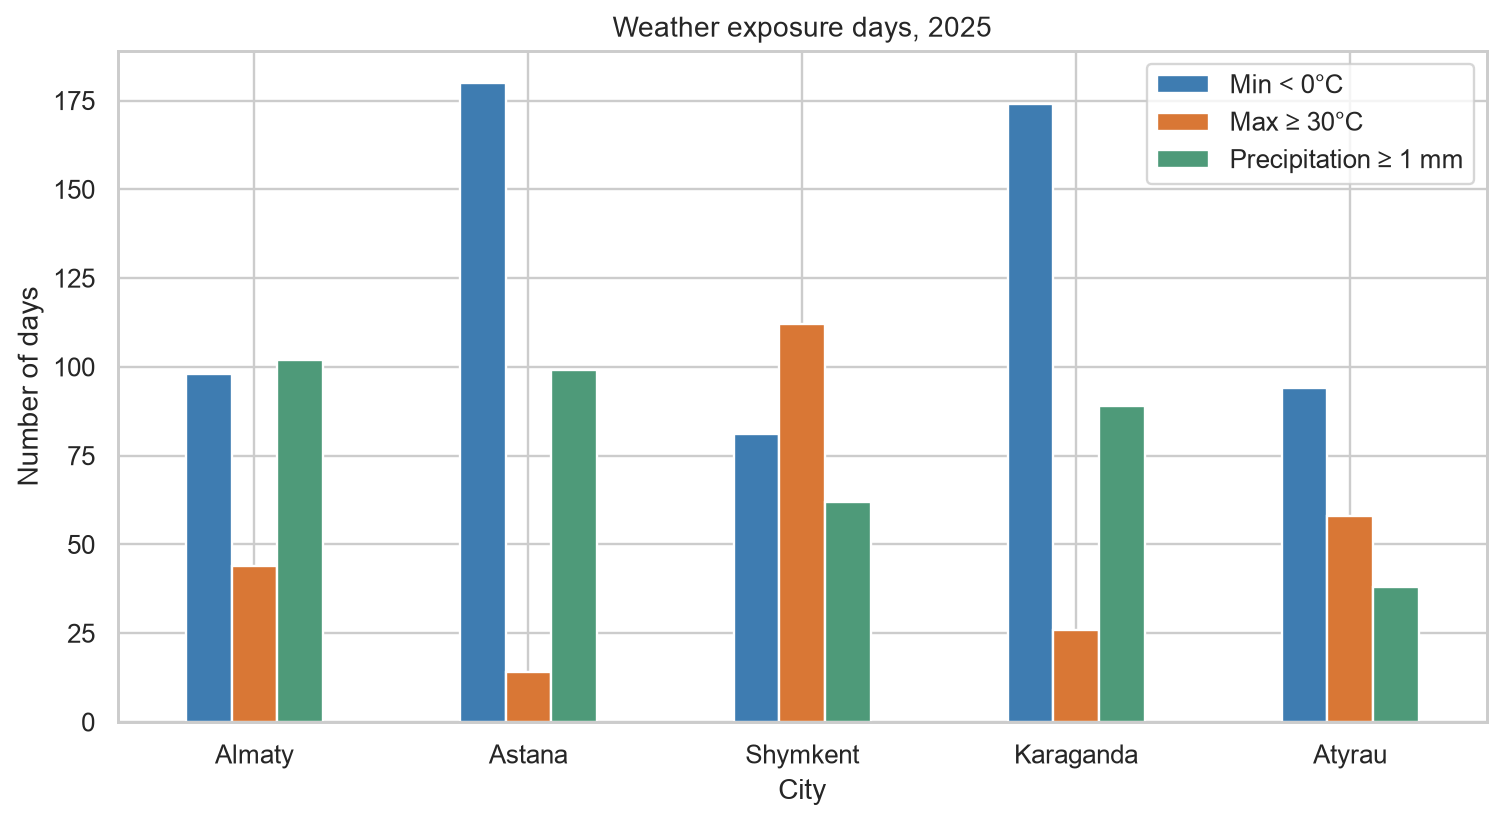 Weather exposure days, 2025
Min < 0°C
Max ≥ 30°C
Precipitation ≥ 1 mm
Number of days
175
150
125
100
75
50
25
0
Almaty
Astana
Shymkent
Karaganda
Atyrau
City